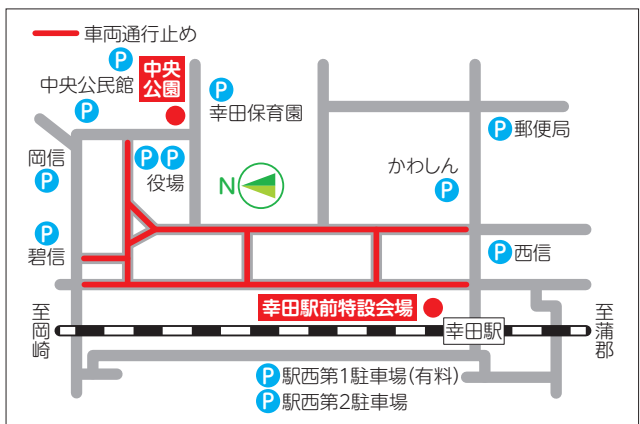 車両通行止め
P
中央
公園
中央公民館
P
P
幸田保育園
P
郵便局
岡信
P
P P
役場
N
かわしん
P
P
碧信
P 西信
幸田駅前特設会場
至岡崎
幸田駅
至蒲郡
P 駅西第1駐車場(有料)
P 駅西第2駐車場